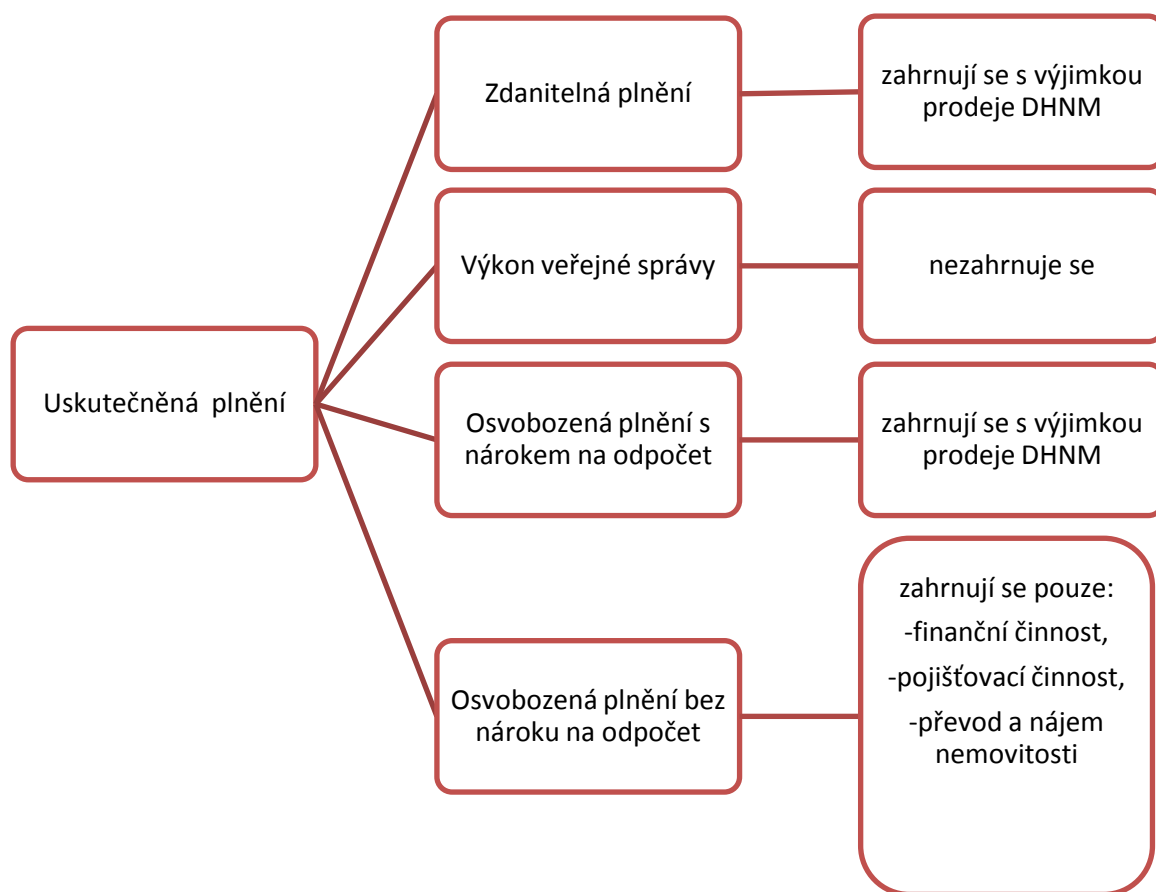 Uskutečněná plnění
Zdanitelná plnění
zahrnují se s výjimkou
prodeje DHNM
Výkon veřejné správy
nezahrnuje se
Osvobozená plnění s
nárokem na odpočet
zahrnují se s výjimkou
prodeje DHNM
Osvobozená plnění bez
nároku na odpočet
zahrnují se pouze:
-finanční činnost,
-pojišťovací činnost,
-převod a nájem
nemovitosti